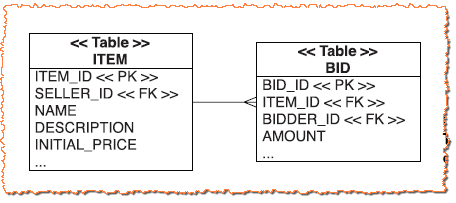 << Table >>
ITEM
ITEM_ID << PK >>
SELLER_ID << FK >>
NAME
DESCRIPTION
INITIAL_PRICE
...
<< Table >>
BID
BID_ID << PK >>
ITEM_ID << FK >>
BIDDER_ID << FK >>
AMOUNT
...